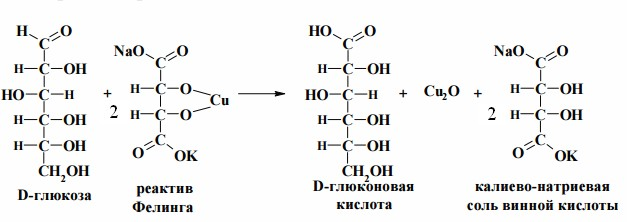 H C O
H C OH
HO C H
H C OH
H C OH
CH₂OH
D-глюкоза
+
2
NaO C O
H C O
Cu
H C O
C
O OK
реактив
Фелинга
HO C O
H C OH
HO C H
H C OH
H C OH
CH₂OH
D-глюконовая
кислота
+ Cu₂O +
2
NaO C O
H C OH
H C OH
C
O OK
калиево-натриевая
соль винной кислоты